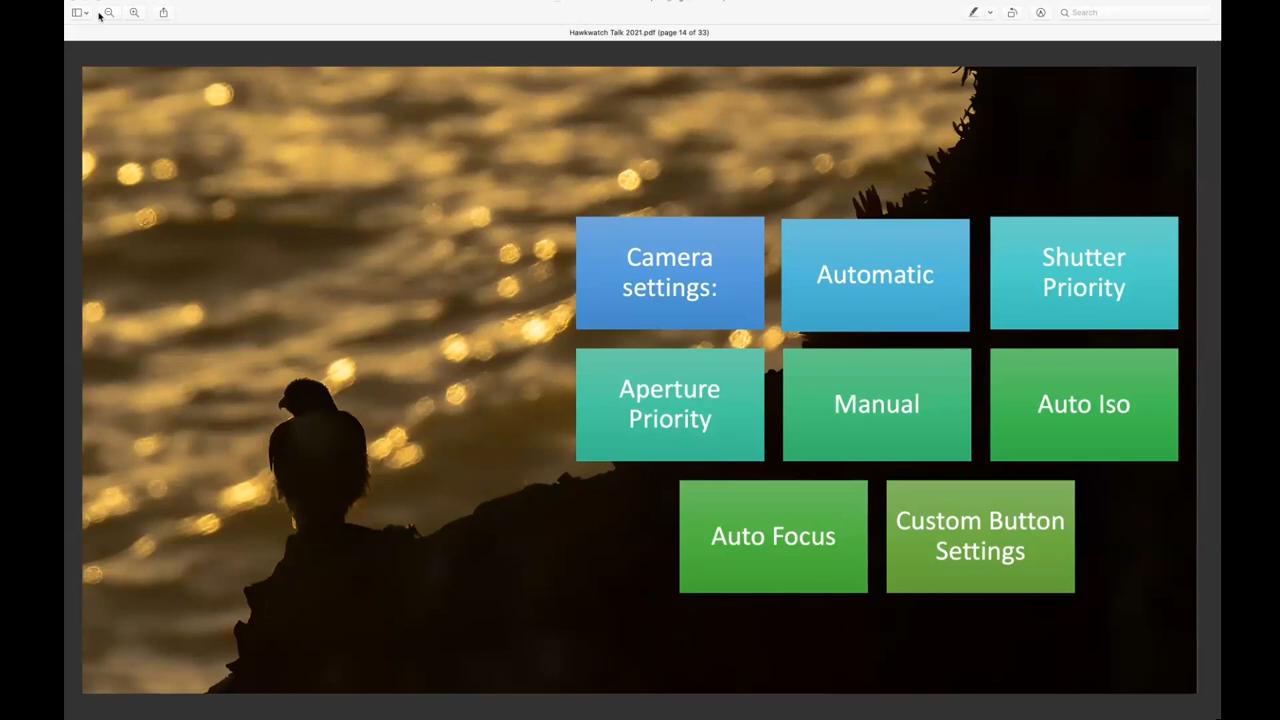 Search
Hawkwatch Talk 2021.pdf (page 14 of 33)
Camera
settings:
Automatic
Shutter
Priority
Aperture
Priority
Manual
Auto Iso
Auto Focus
Custom Button
Settings